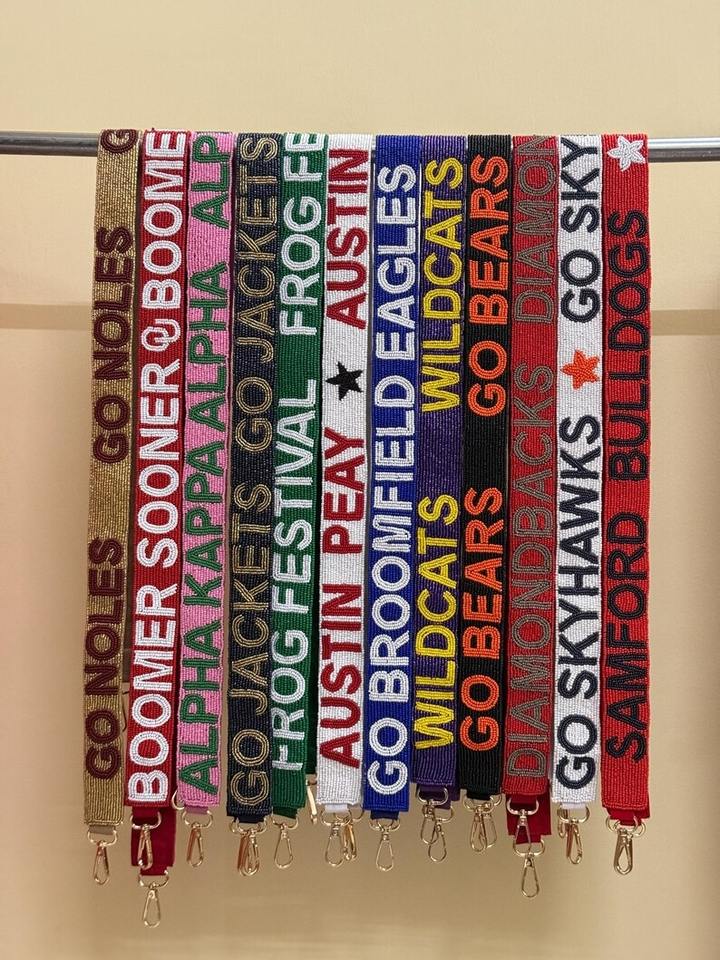 GO NOLES GO NOLES G
BOOMER SOONER OU BOOME
ALPHA KAPPA ALPHA ALP
GO JACKETS GO JACKETS
FROG FESTIVAL FROG FE
AUSTIN PEAY AUSTIN
GO BROOMFIELD EAGLES
WILDCATS WILDCATS
GO BEARS GO BEARS
DIAMONDBACKS DIAMON
GO SKYHAWKS GO SKY
SAMFORD BULLDOGS